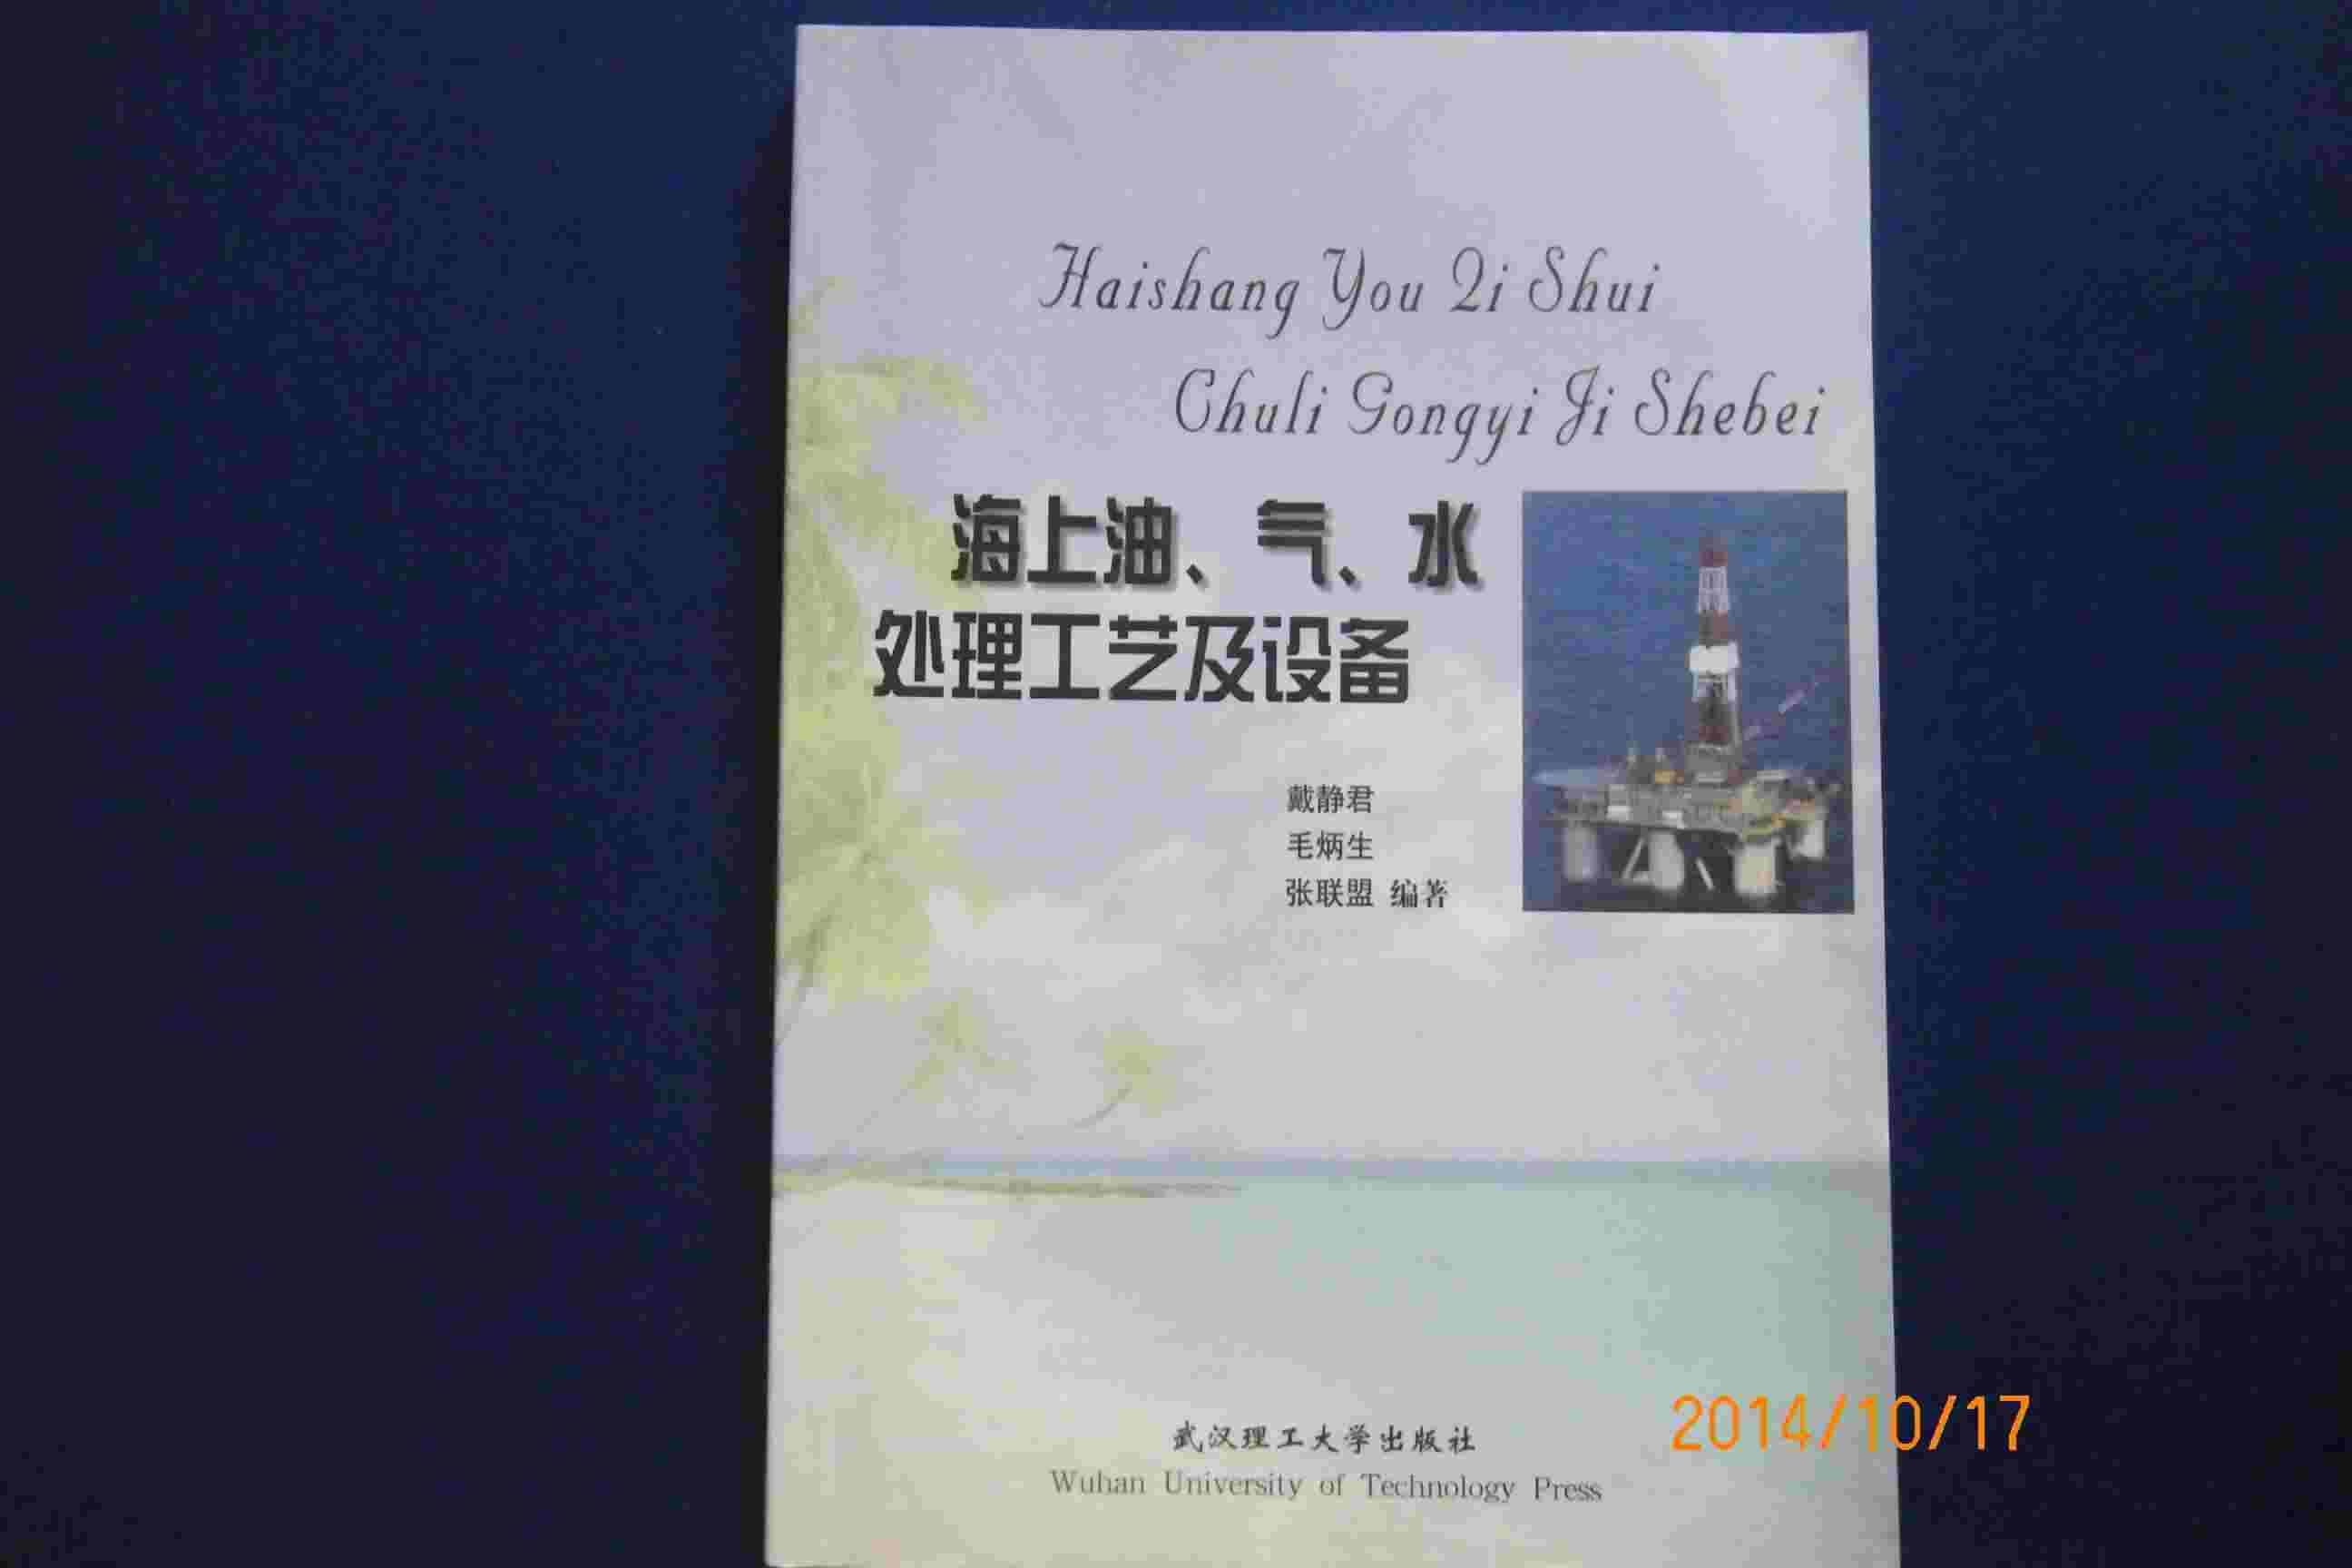 Haishang You Qi Shui
Chuli Gongyi Ji Shebei
海上油、气、水
处理工艺及设备
戴静君
毛炳生
张联盟 编著
武汉理工大学出版社
Wuhan University of Technology Press
2014/10/17